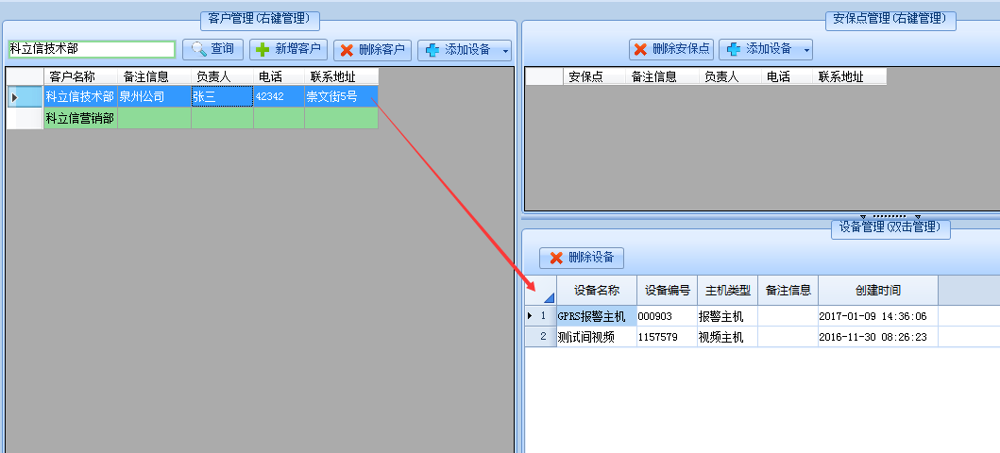 客户管理(右键管理)
科立信技术部 查询 新增客户 删除客户 添加设备
客户名称 备注信息 负责人 电话 联系地址
科立信技术部 泉州公司 张三 42342 崇文街5号
科立信营销部
安保点管理(右键管理)
删除安保点 添加设备
安保点 备注信息 负责人 电话 联系地址
设备管理(双击管理)
删除设备
设备名称 设备编号 主机类型 备注信息 创建时间
1 GPRS报警主机 000903 报警主机 2017-01-09 14:36:06
2 测试间视频 1157579 视频主机 2016-11-30 08:26:23